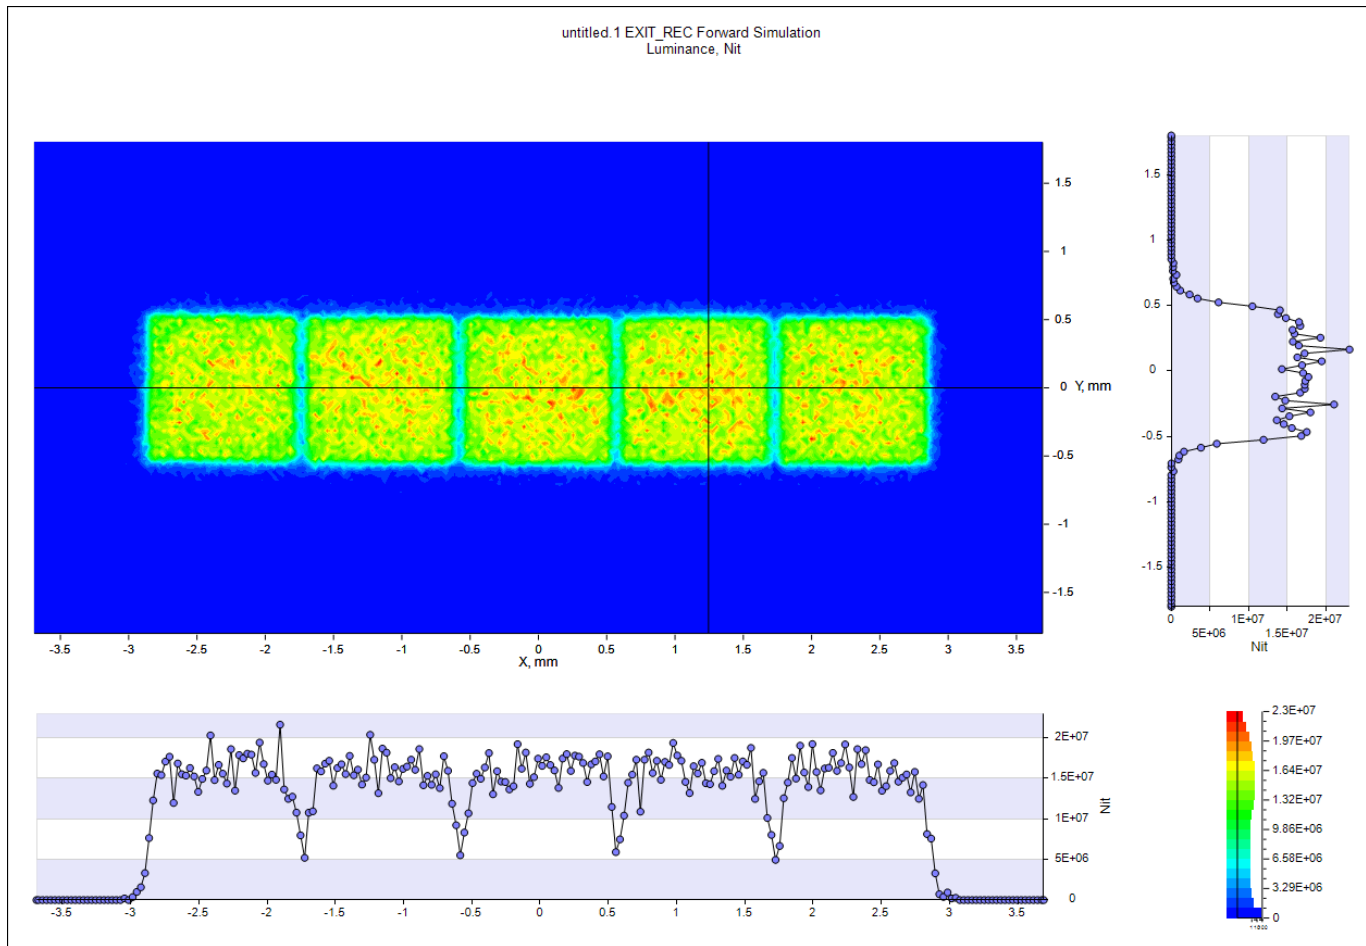 untitled.1 EXIT_REC Forward Simulation
Luminance, Nit
1.5
1
0.5
0 Y, mm
-0.5
-1
-1.5
-3.5 -3 -2.5 -2 -1.5 -1 -0.5 0 0.5 1 1.5 2 2.5 3 3.5
X, mm
1.5
1
0.5
0
-0.5
-1
-1.5
0 1E+07 2E+07
5E+06 1.5E+07
Nit
2E+07
1.5E+07
1E+07
5E+06
0
Nit
-3.5 -3 -2.5 -2 -1.5 -1 -0.5 0 0.5 1 1.5 2 2.5 3 3.5
2.3E+07
1.97E+07
1.64E+07
1.32E+07
9.86E+06
6.58E+06
3.29E+06
0